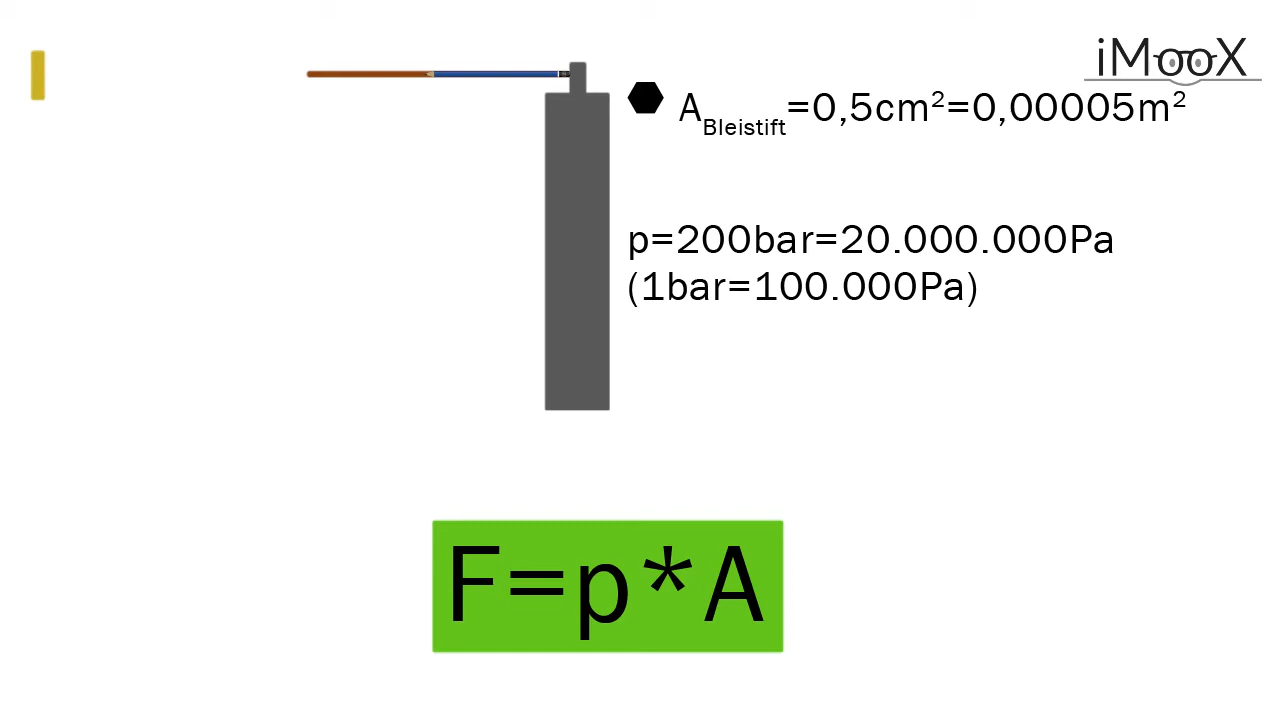 iMooX
A_Bleistift=0,5cm²=0,00005m²
p=200bar=20.000.000Pa
(1bar=100.000Pa)
F=p*A